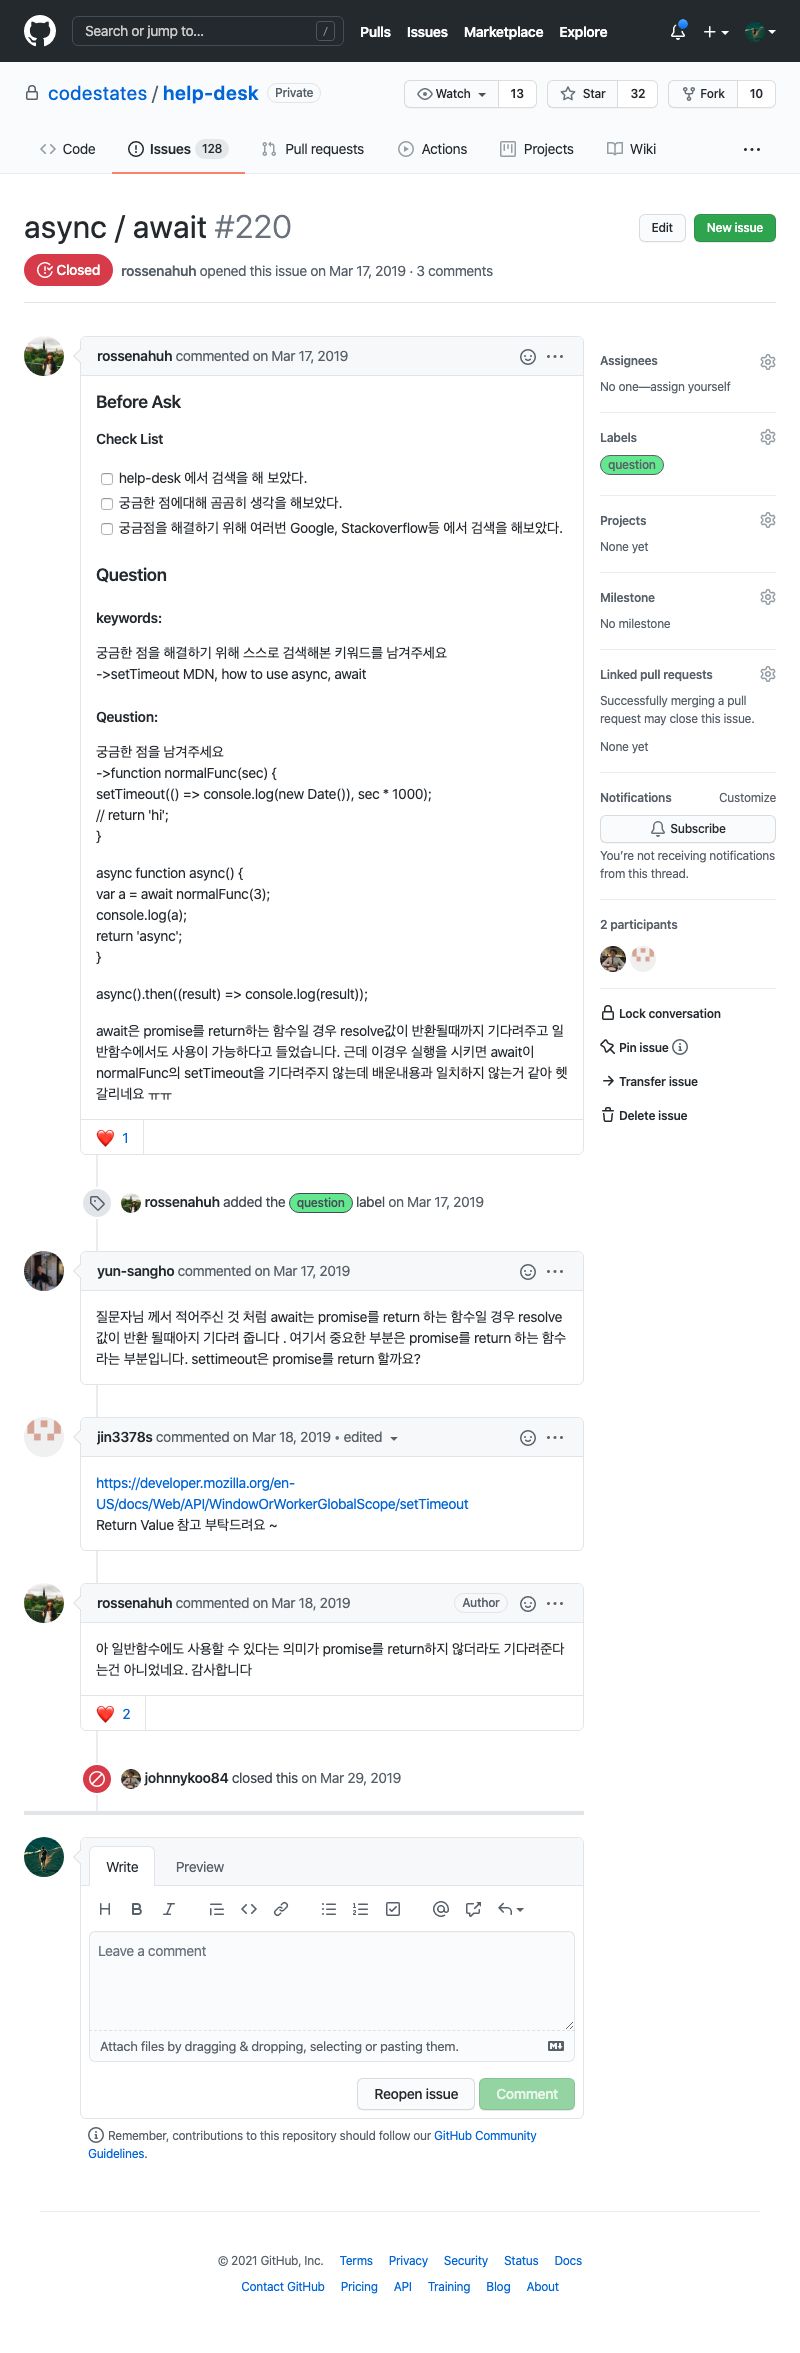 Search or jump to...
/
Pulls
Issues
Marketplace
Explore
codestates / help-desk
Private
Watch
13
Star
32
Fork
10
Code
Issues 128
Pull requests
Actions
Projects
Wiki
async / await #220
Edit
New issue
Closed
rossenahuh opened this issue on Mar 17, 2019 · 3 comments
rossenahuh commented on Mar 17, 2019
Before Ask
Check List
help-desk 에서 검색을 해 보았다.
궁금한 점에대해 곰곰히 생각을 해보았다.
궁금점을 해결하기 위해 여러번 Google, Stackoverflow등 에서 검색을 해보았다.
Question
keywords:
궁금한 점을 해결하기 위해 스스로 검색해본 키워드를 남겨주세요
->setTimeout MDN, how to use async, await
Qeustion:
궁금한 점을 남겨주세요
->function normalFunc(sec) {
setTimeout(() => console.log(new Date()), sec * 1000);
// return 'hi';
}
async function async() {
var a = await normalFunc(3);
console.log(a);
return 'async';
}
async().then((result) => console.log(result));
await은 promise를 return하는 함수일 경우 resolve값이 반환될때까지 기다려주고 일
반함수에서도 사용이 가능하다고 들었습니다. 근데 이경우 실행을 시키면 await이
normalFunc의 setTimeout을 기다려주지 않는데 배운내용과 일치하지 않는거 같아 헷
갈리네요 ㅠㅠ
❤️ 1
rossenahuh added the question label on Mar 17, 2019
yun-sangho commented on Mar 17, 2019
질문자님 께서 적어주신 것 처럼 await는 promise를 return 하는 함수일 경우 resolve
값이 반환 될때아지 기다려 줍니다 . 여기서 중요한 부분은 promise를 return 하는 함수
라는 부분입니다. settimeout은 promise를 return 할까요?
jin3378s commented on Mar 18, 2019 • edited
https://developer.mozilla.org/en-
US/docs/Web/API/WindowOrWorkerGlobalScope/setTimeout
Return Value 참고 부탁드려요 ~
rossenahuh commented on Mar 18, 2019
Author
아 일반함수에도 사용할 수 있다는 의미가 promise를 return하지 않더라도 기다려준다
는건 아니었네요. 감사합니다
❤️ 2
johnnykoo84 closed this on Mar 29, 2019
Write
Preview
H B I
Leave a comment
Attach files by dragging & dropping, selecting or pasting them.
Reopen issue
Comment
Remember, contributions to this repository should follow our GitHub Community
Guidelines.
Assignees
No one—assign yourself
Labels
question
Projects
None yet
Milestone
No milestone
Linked pull requests
Successfully merging a pull
request may close this issue.
None yet
Notifications
Customize
Subscribe
You're not receiving notifications
from this thread.
2 participants
Lock conversation
Pin issue
Transfer issue
Delete issue
© 2021 GitHub, Inc.
Terms
Privacy
Security
Status
Docs
Contact GitHub
Pricing
API
Training
Blog
About